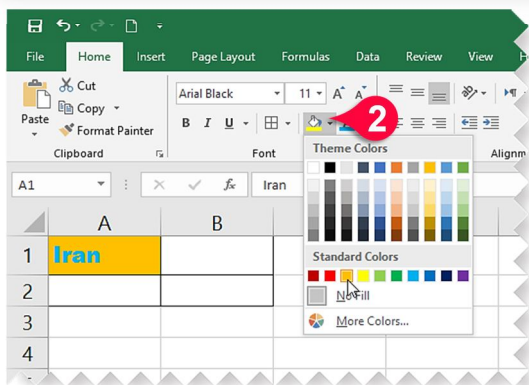 File Home Insert Page Layout Formulas Data Review View
Cut
Copy
Format Painter
Paste
Clipboard
Arial Black 11 A A
B I U A
Font
2
Alignm
A1 fx Iran
Theme Colors
Standard Colors
No Fill
More Colors...
A B
1 Iran
2
3
4